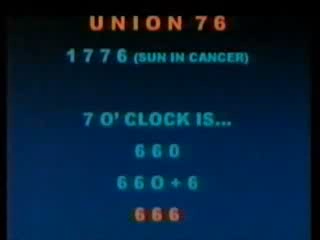 UNION 76
1776 (SUN IN CANCER)
7 O' CLOCK IS...
660
660+6
666